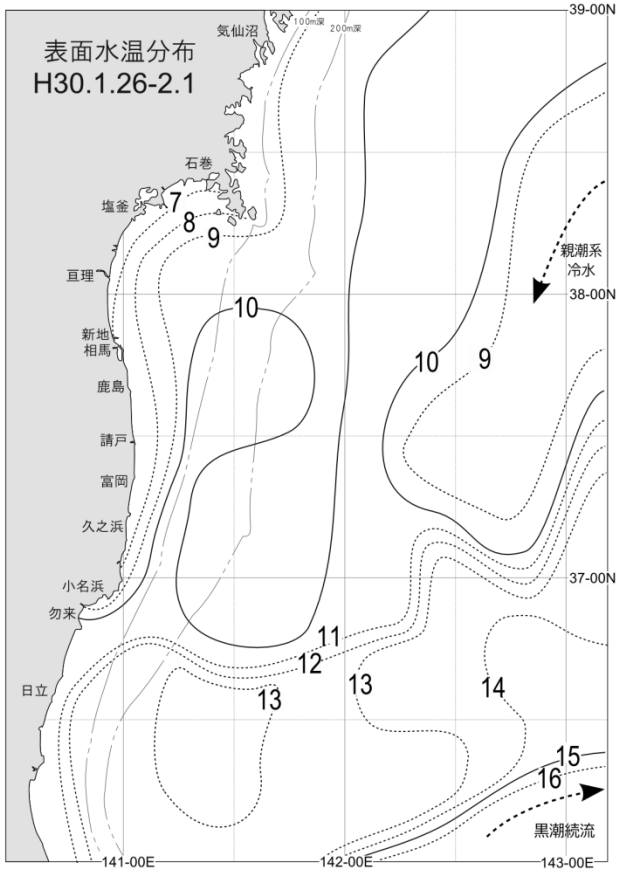 39-00N
気仙沼
100m深
200m深
表面水温分布
H30.1.26-2.1
石巻
7
塩釜
8
9
親潮系
冷水
亘理
38-00N
10
新地
相馬
10
9
鹿島
請戸
富岡
久之浜
小名浜
37-00N
勿来
11
12
日立
13
13
14
15
16
黒潮続流
141-00E
142-00E
143-00E